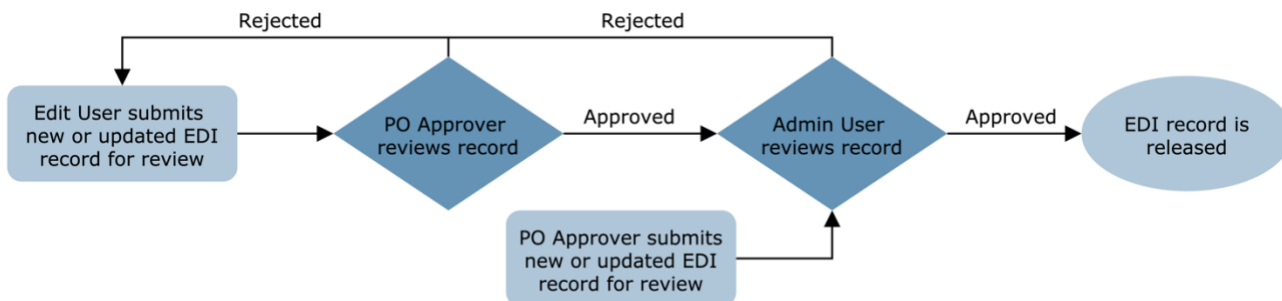 Rejected
Rejected
Edit User submits
new or updated EDI
record for review
PO Approver
reviews record
Approved
Admin User
reviews record
Approved
EDI record is
released
PO Approver submits
new or updated EDI
record for review